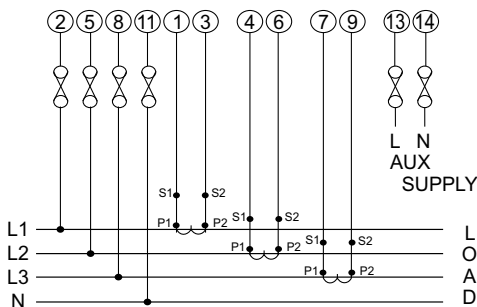 2 5 8 11 1 3 4 6 7 9 13 14
L N
AUX
SUPPLY
S1 S2
S1 S2
P1 P2
L1 L
S1 S2
P1 P2
L2 O
P1 P2
L3 A
N D